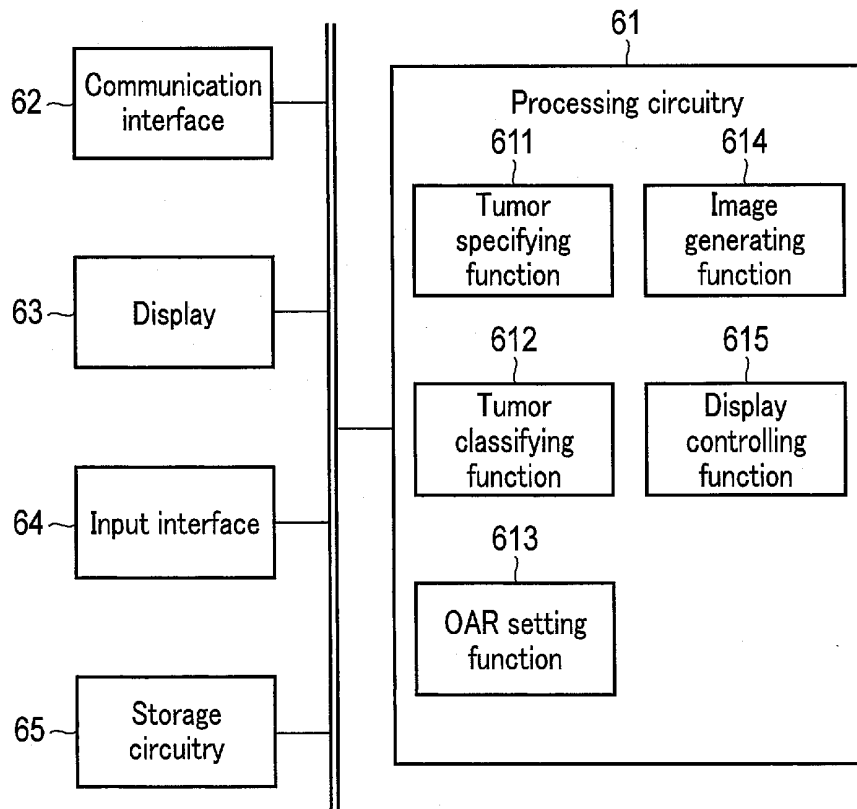 61
62
Communication
interface
Processing circuitry
611
614
Tumor
specifying
function
Image
generating
function
63
Display
612
615
Tumor
classifying
function
Display
controlling
function
64
Input interface
613
OAR setting
function
65
Storage
circuitry